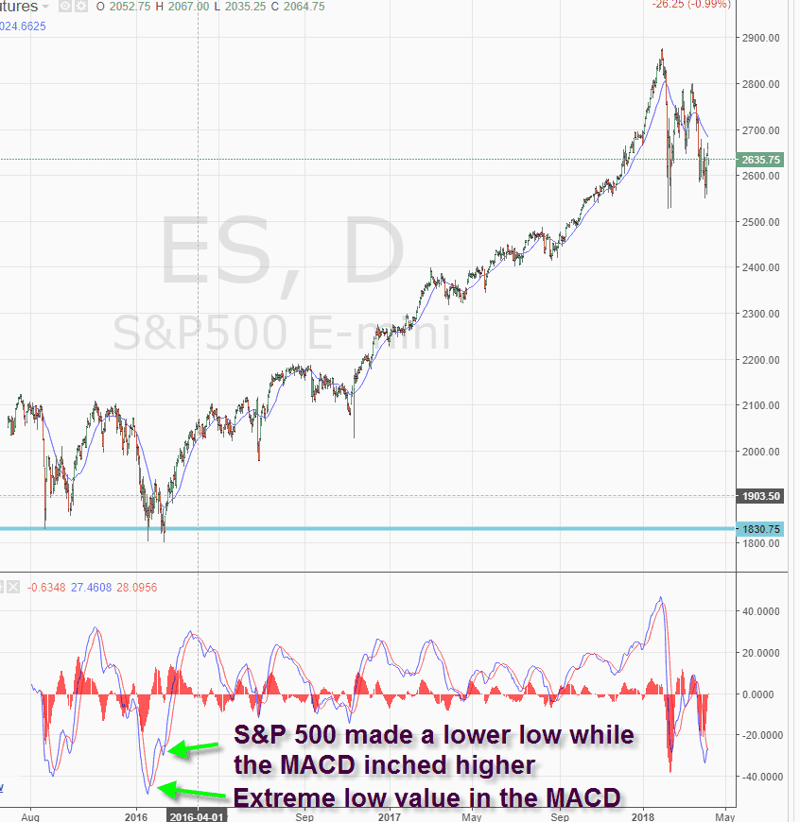 utures O 2052.75 H 2067.00 L 2035.25 C 2064.75 -26.25 (-0.99%)
024.6625
2900.00
2800.00
2700.00
2635.75
2600.00
2500.00
ES, D
2400.00
S&P500 E-mini
2300.00
2200.00
2100.00
2000.00
1903.50
1830.75
1800.00
-0.6348 27.4608 28.0956
40.0000
20.0000
0.0000
S&P 500 made a lower low while
-20.0000
the MACD inched higher
-40.0000
Extreme low value in the MACD
Aug 2016 2016-04-01 Sep 2017 May Sep 2018 May